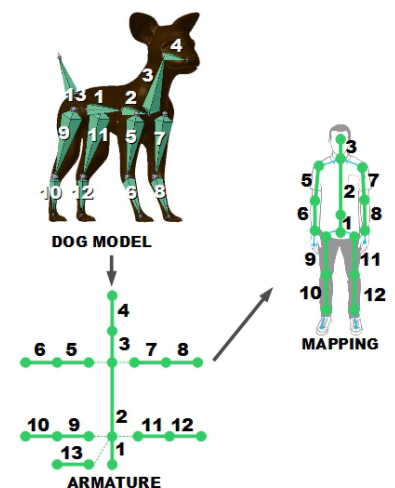 4
3
13 1 2
9 11 5 7
10 12 6 8
DOG MODEL
3
5 7
2
6 8
1
9 11
10 12
MAPPING
4
6 5 3 7 8
10 9 2 11 12
13 1
ARMATURE